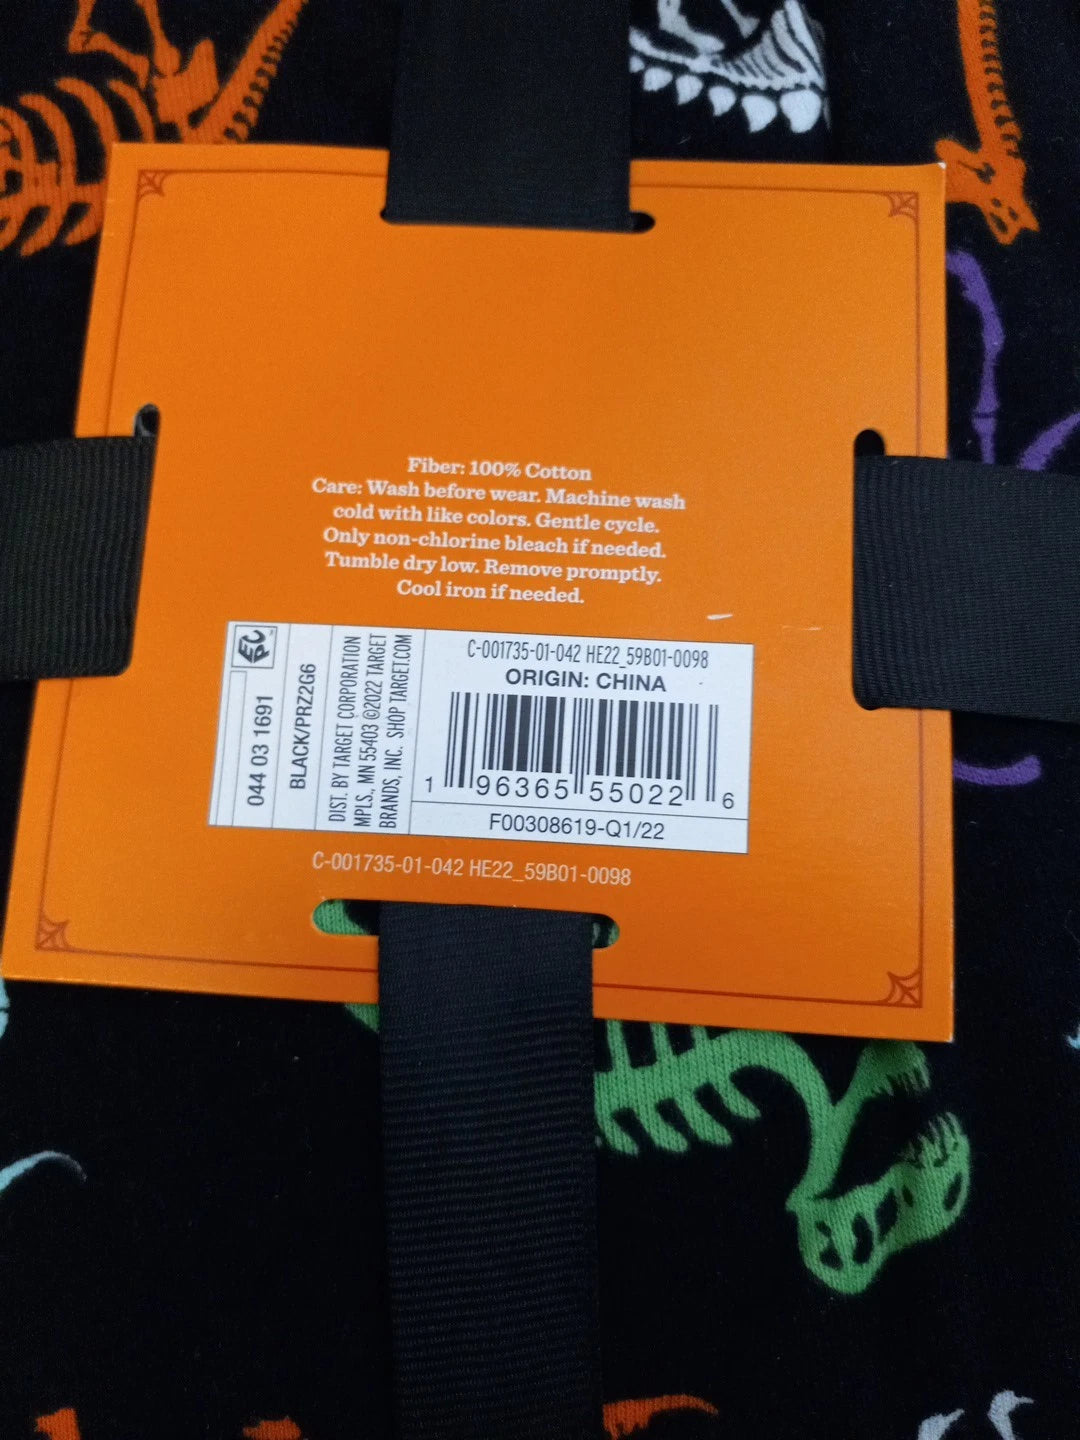 Fiber: 100% Cotton
Care: Wash before wear. Machine wash
cold with like colors. Gentle cycle.
Only non-chlorine bleach if needed.
Tumble dry low. Remove promptly.
Cool iron if needed.
EPC
044 03 1691
BLACK/PRZ2G6
DIST. BY TARGET CORPORATION
MPLS., MN 55403 ©2022 TARGET
BRANDS, INC. SHOP TARGET.COM
C-001735-01-042 HE22_59B01-0098
ORIGIN: CHINA
1 96365 55022 6
F00308619-Q1/22
C-001735-01-042 HE22_59B01-0098